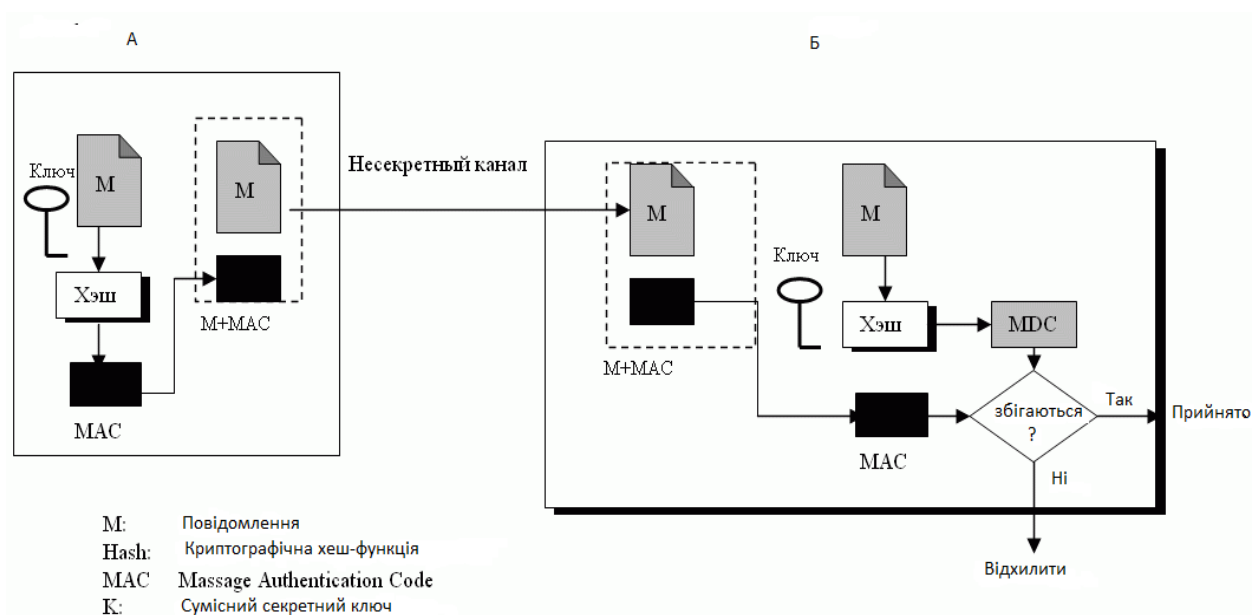 А
Б
Ключ
М
М
Несекретный канал
Хэш
М+МАС
МАС
М
М
Ключ
Хэш
MDC
М+МАС
збігаються
?
Так
Прийнято
МАС
Ні
Відхилити
М: Повідомлення
Hash: Криптографічна хеш-функція
MAC Massage Authentication Code
K: Сумісний секретний ключ